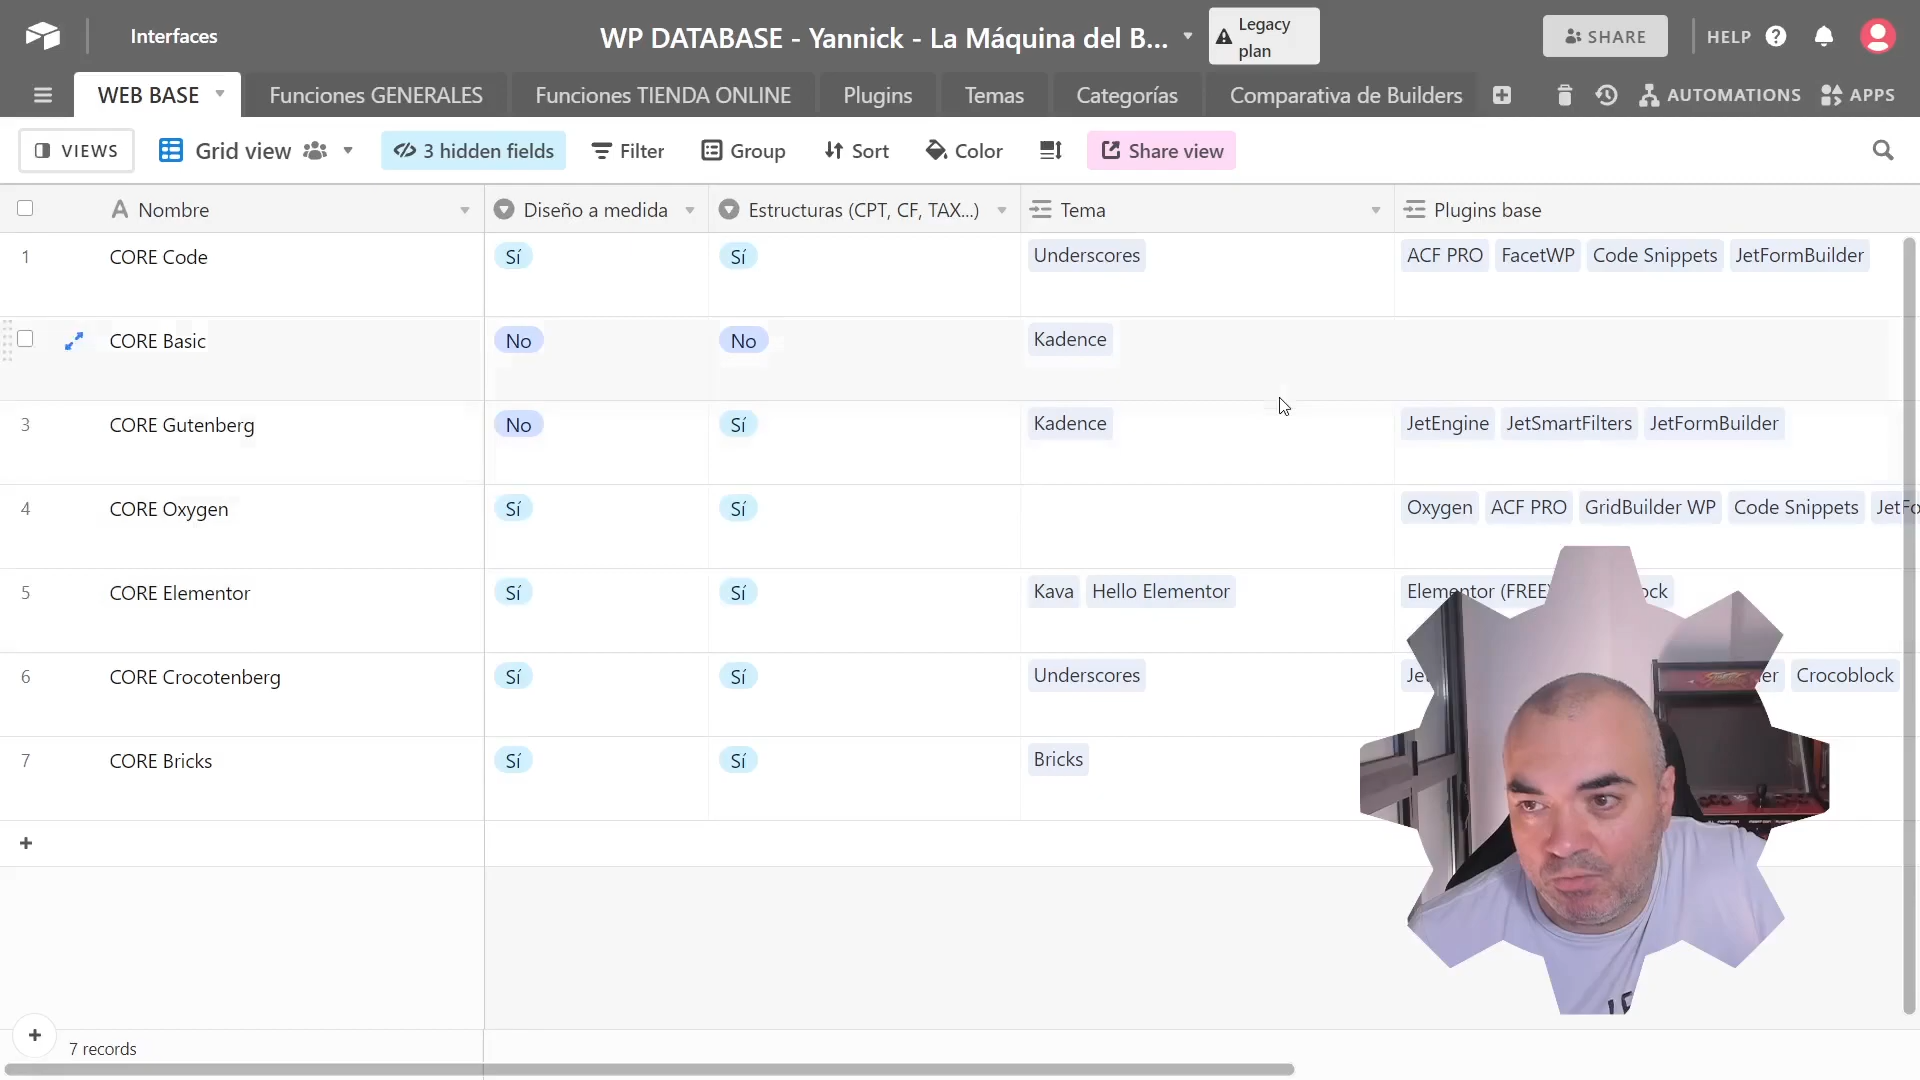 Interfaces
WP DATABASE - Yannick - La Máquina del B...
Legacy
plan
SHARE
HELP
WEB BASE
Funciones GENERALES
Funciones TIENDA ONLINE
Plugins
Temas
Categorías
Comparativa de Builders
AUTOMATIONS
APPS
VIEWS
Grid view
3 hidden fields
Filter
Group
Sort
Color
Share view
Nombre
Diseño a medida
Estructuras (CPT, CF, TAX...)
Tema
Plugins base
1 CORE Code Sí Sí Underscores ACF PRO FacetWP Code Snippets JetFormBuilder
CORE Basic No No Kadence
3 CORE Gutenberg No Sí Kadence JetEngine JetSmartFilters JetFormBuilder
4 CORE Oxygen Sí Sí Oxygen ACF PRO GridBuilder WP Code Snippets
5 CORE Elementor Sí Sí Kava Hello Elementor Elementor (FREE)
6 CORE Crocotenberg Sí Sí Underscores Crocoblock
7 CORE Bricks Sí Sí Bricks
7 records